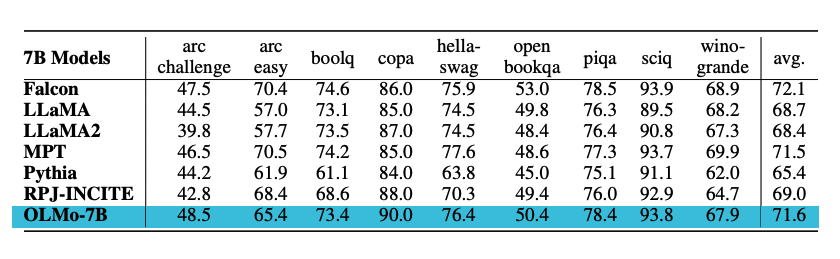 7B Models arc challenge arc easy boolq copa hella- swag open bookqa piqa sciq wino- grande avg.
Falcon 47.5 70.4 74.6 86.0 75.9 53.0 78.5 93.9 68.9 72.1
LLaMA 44.5 57.0 73.1 85.0 74.5 49.8 76.3 89.5 68.2 68.7
LLaMA2 39.8 57.7 73.5 87.0 74.5 48.4 76.4 90.8 67.3 68.4
MPT 46.5 70.5 74.2 85.0 77.6 48.6 77.3 93.7 69.9 71.5
Pythia 44.2 61.9 61.1 84.0 63.8 45.0 75.1 91.1 62.0 65.4
RPJ-INCITE 42.8 68.4 68.6 88.0 70.3 49.4 76.0 92.9 64.7 69.0
OLMo-7B 48.5 65.4 73.4 90.0 76.4 50.4 78.4 93.8 67.9 71.6